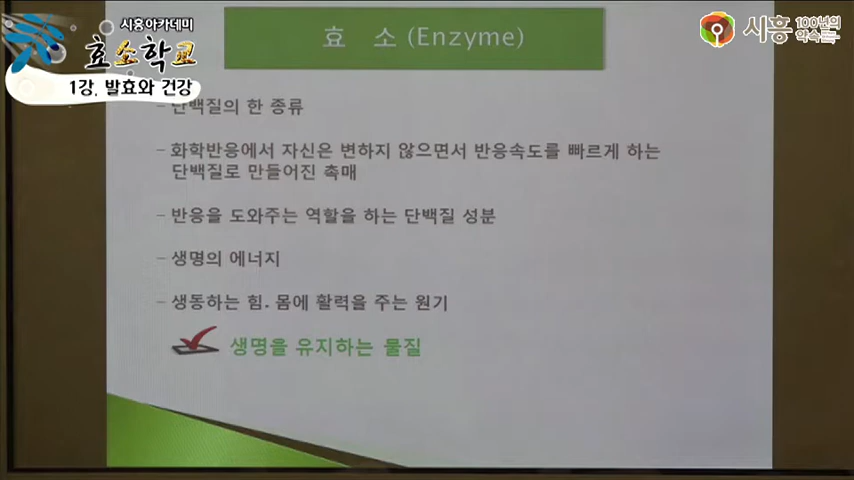 시흥아카데미
효소학교
1강. 발효와 건강
시흥
100년의
약속
효 소 (Enzyme)
– 단백질의 한 종류
– 화학반응에서 자신은 변하지 않으면서 반응속도를 빠르게 하는
단백질로 만들어진 촉매
– 반응을 도와주는 역할을 하는 단백질 성분
– 생명의 에너지
– 생동하는 힘. 몸에 활력을 주는 원기
생명을 유지하는 물질